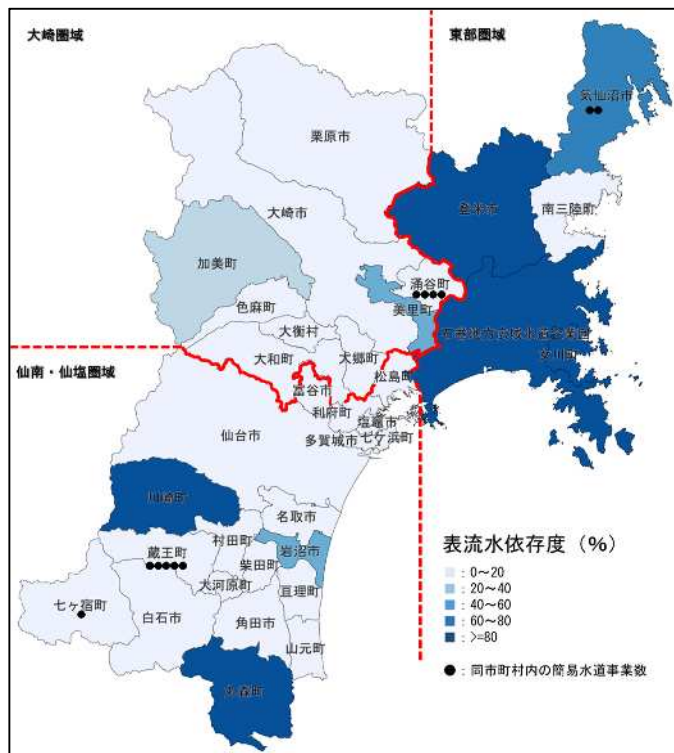 大崎圏域
東部圏域
気仙沼市
栗原市
登米市
南三陸町
大崎市
加美町
涌谷町
色麻町
美里町
大衡村
女川町
大和町
大郷町
松島町
仙南・仙塩圏域
富谷市
利府町
塩竈市
仙台市
多賀城市
七ケ浜町
川崎町
名取市
村田町
岩沼市
蔵王町
柴田町
大河原町
亘理町
七ヶ宿町
白石市
角田市
山元町
丸森町
表流水依存度（%）
：0～20
：20～40
：40～60
：60～80
：>=80
●：同市町村内の簡易水道事業数